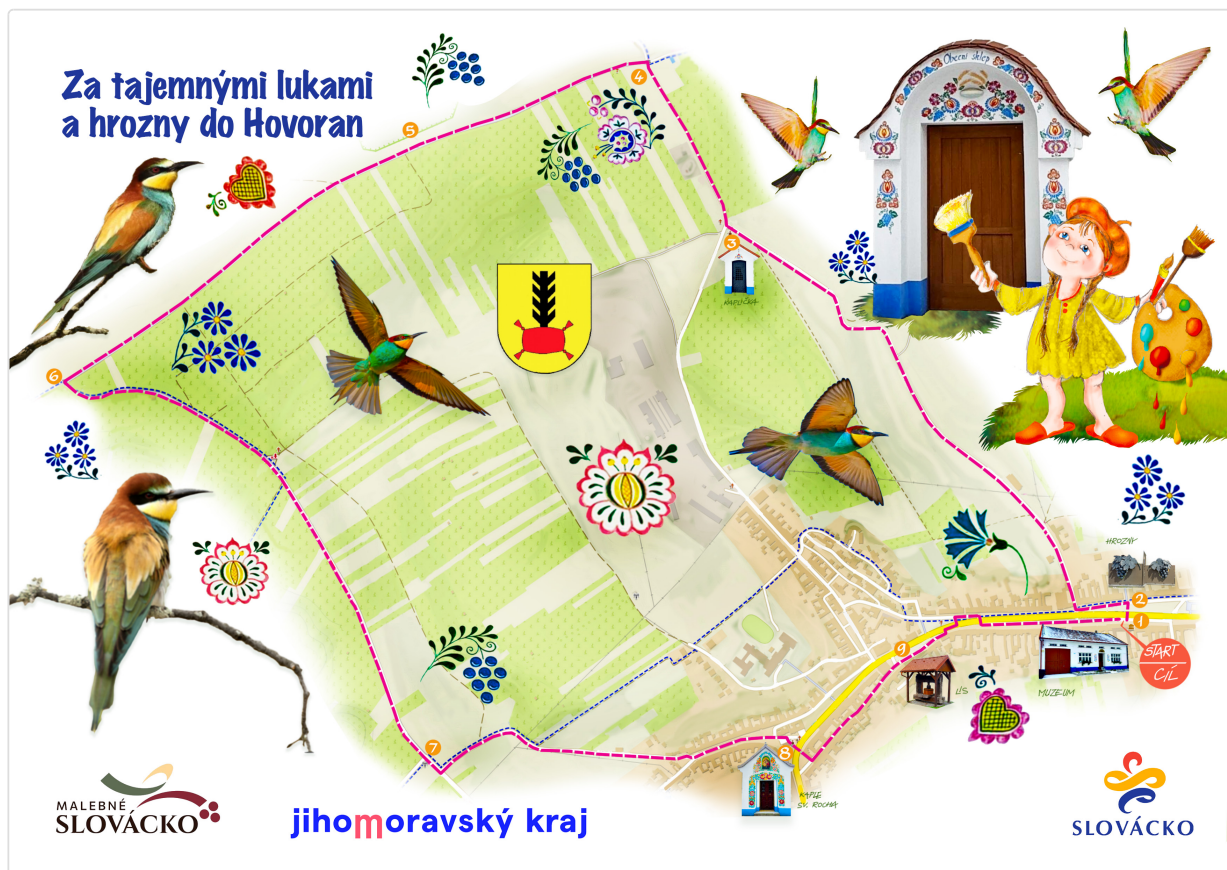 Za tajemnými lukami
a hrozny do Hovoran
Obecní sklep
4
5
3
KAPLIČKA
6
HROZNY
2
1
START
CÍL
MUZEUM
9
LIS
7
8
KAPLE
SV. ROCHA
MALEBNÉ
SLOVÁCKO
jihomoravský kraj
SLOVÁCKO